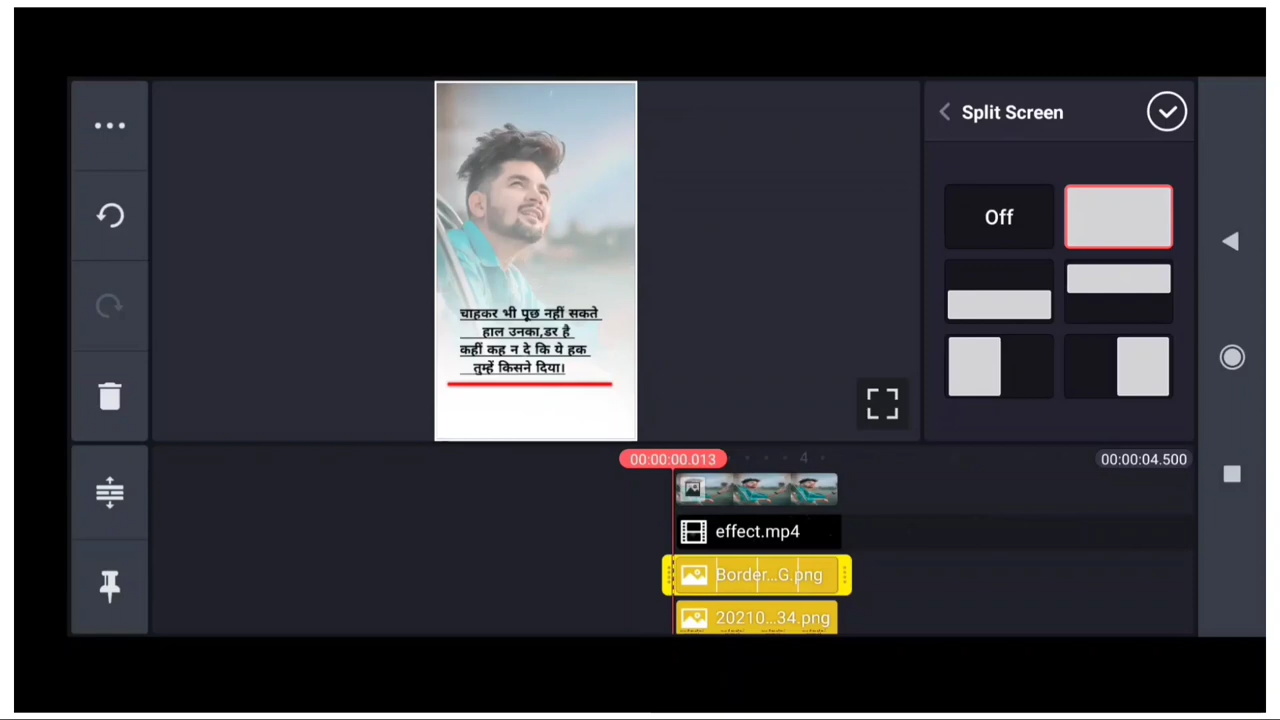 Split Screen
Off
चाहकर भी पूछ नहीं सकते
हाल उनका,डर है
कहीं कह न दे कि ये हक
तुम्हें किसने दिया।
00:00:00.013
4
00:00:04.500
effect.mp4
Border...G.png
20210...34.png